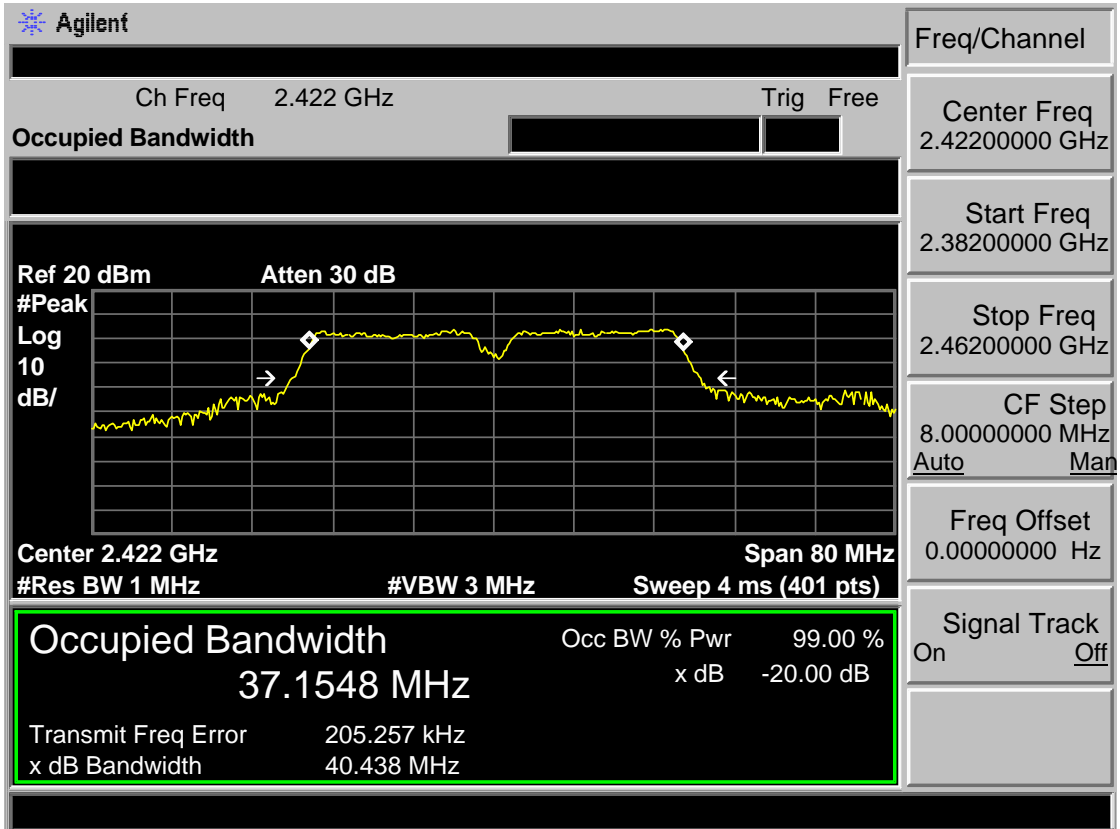 Agilent
Freq/Channel
Ch Freq 2.422 GHz Trig Free
Occupied Bandwidth
Center Freq
2.42200000 GHz
Start Freq
2.38200000 GHz
Stop Freq
2.46200000 GHz
CF Step
8.00000000 MHz
Auto Man
Freq Offset
0.00000000 Hz
Signal Track
On Off
Ref 20 dBm Atten 30 dB
#Peak
Log
10
dB/
Center 2.422 GHz Span 80 MHz
#Res BW 1 MHz #VBW 3 MHz Sweep 4 ms (401 pts)
Occupied Bandwidth
37.1548 MHz
Occ BW % Pwr 99.00 %
x dB -20.00 dB
Transmit Freq Error 205.257 kHz
x dB Bandwidth 40.438 MHz